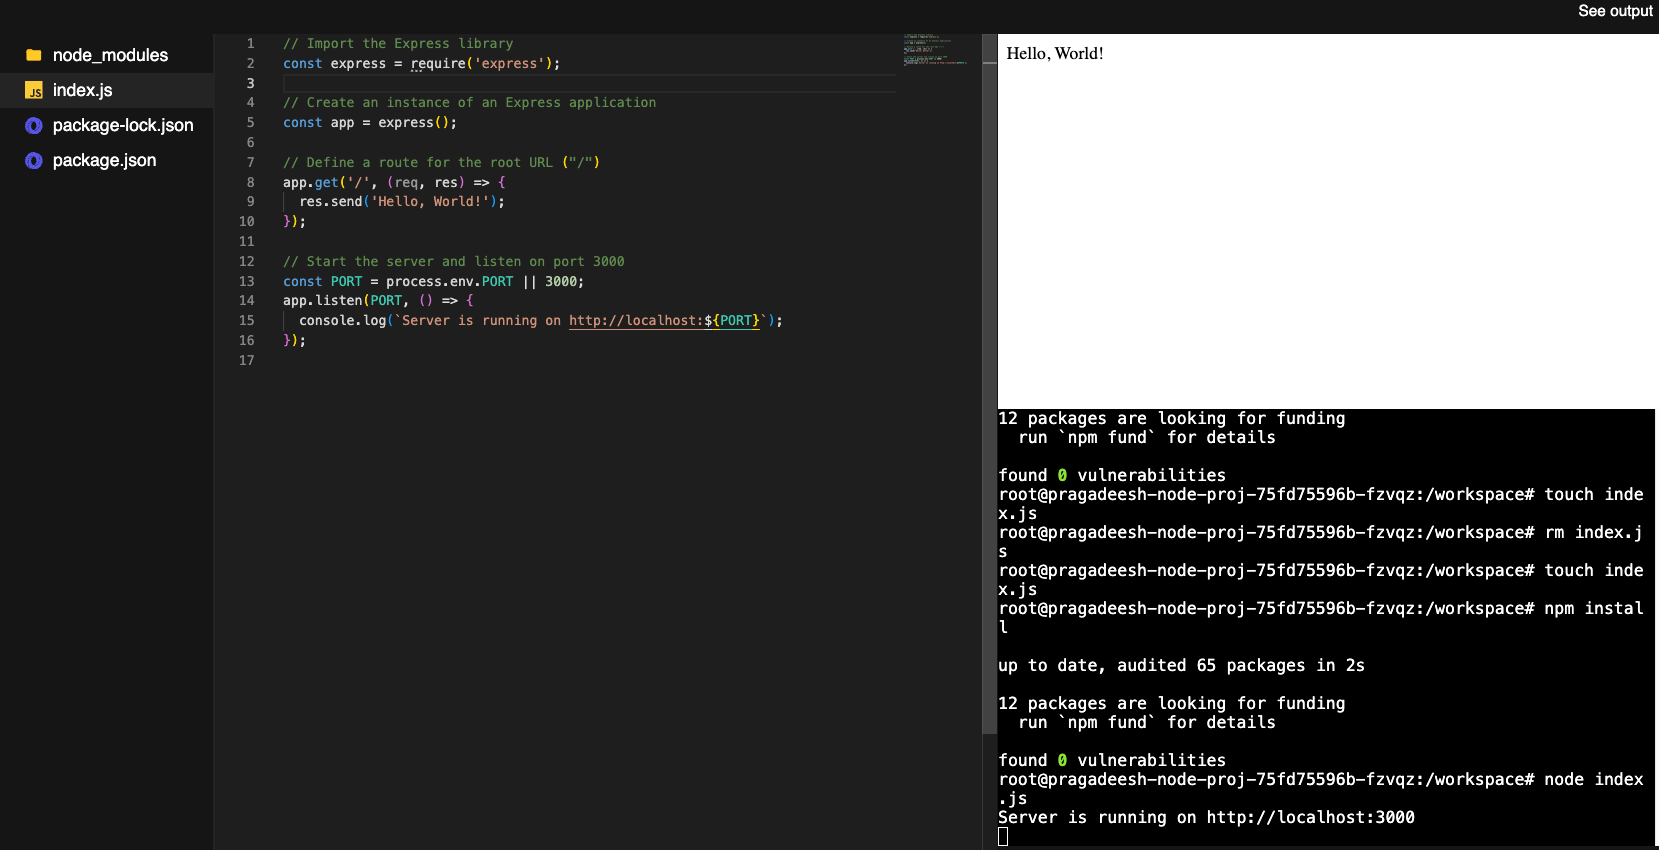 See output
node_modules
index.js
package-lock.json
package.json
1 // Import the Express library
2 const express = require('express');
3
4 // Create an instance of an Express application
5 const app = express();
6
7 // Define a route for the root URL ("/")
8 app.get('/', (req, res) => {
9   res.send('Hello, World!');
10 });
11
12 // Start the server and listen on port 3000
13 const PORT = process.env.PORT || 3000;
14 app.listen(PORT, () => {
15   console.log(`Server is running on http://localhost:${PORT}`);
16 });
17
Hello, World!
12 packages are looking for funding
  run `npm fund` for details
found 0 vulnerabilities
root@pragadeesh-node-proj-75fd75596b-fzvqz:/workspace# touch inde
x.js
root@pragadeesh-node-proj-75fd75596b-fzvqz:/workspace# rm index.j
s
root@pragadeesh-node-proj-75fd75596b-fzvqz:/workspace# touch inde
x.js
root@pragadeesh-node-proj-75fd75596b-fzvqz:/workspace# npm instal
l
up to date, audited 65 packages in 2s
12 packages are looking for funding
  run `npm fund` for details
found 0 vulnerabilities
root@pragadeesh-node-proj-75fd75596b-fzvqz:/workspace# node index
.js
Server is running on http://localhost:3000